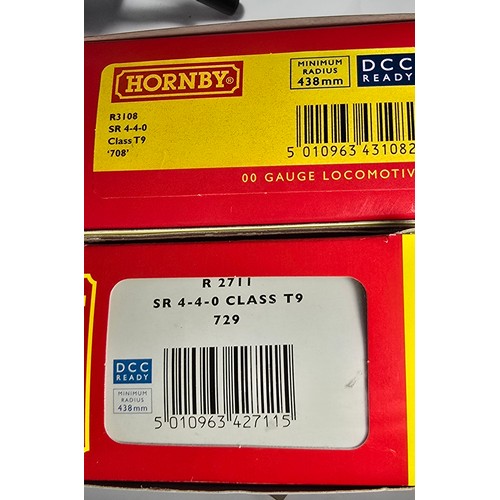 HORNBY®
R3108
SR 4-4-0
Class T9
'708'
MINIMUM
RADIUS
438mm
DCC
READY
5 010963 431082
00 GAUGE LOCOMOTIV
R 2711
SR 4-4-0 CLASS T9
729
DCC
READY
MINIMUM
RADIUS
438mm
5 010963 427115